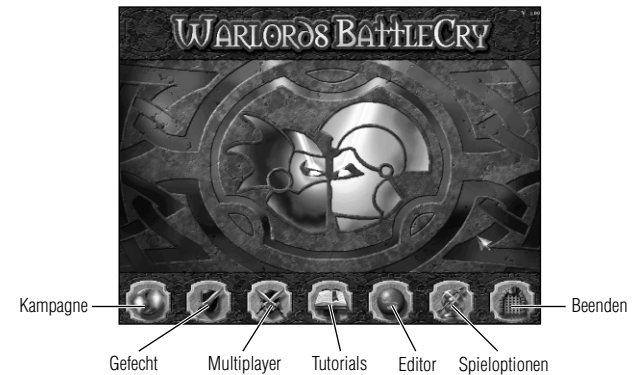 WARLORDS BATTLECRY
Kampagne
Beenden
Gefecht
Multiplayer
Tutorials
Editor
Spieloptionen